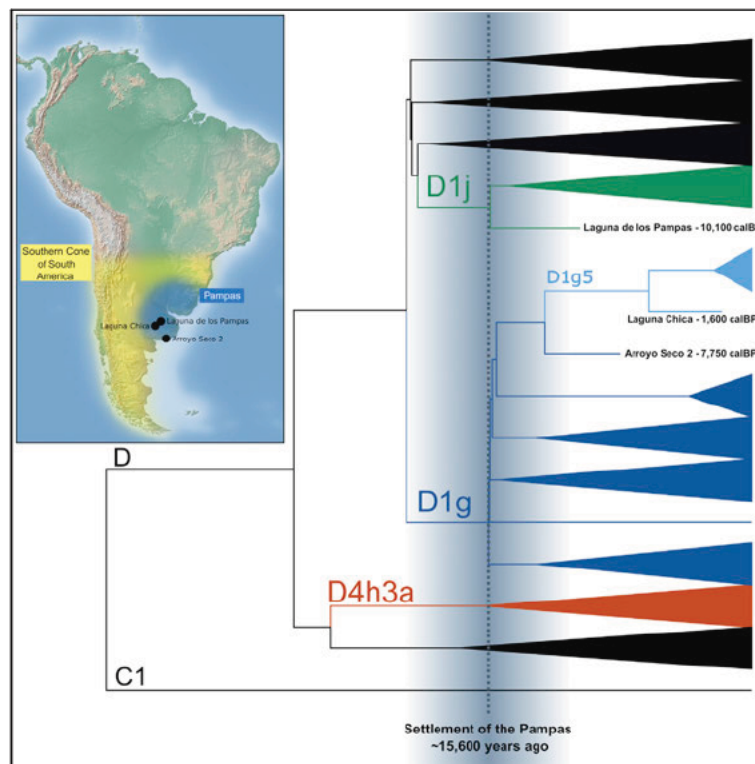 Southern Cone
of South
America
Pampas
Laguna de los Pampas
Laguna Chica
Arroyo Seco 2
D1j
Laguna de los Pampas - 10,100 calB
D1g5
Laguna Chica - 1,600 calBP
Arroyo Seco 2 - 7,750 calBP
D
D1g
D4h3a
C1
Settlement of the Pampas
~15,600 years ago